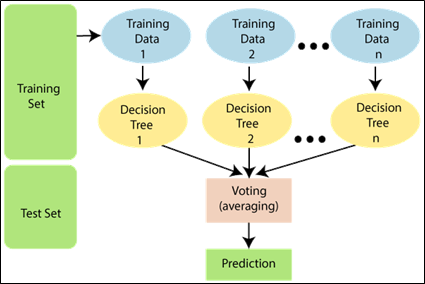 Training
Set
Training
Data
1
Training
Data
2
Training
Data
n
Decision
Tree
1
Decision
Tree
2
Decision
Tree
n
Test Set
Voting
(averaging)
Prediction